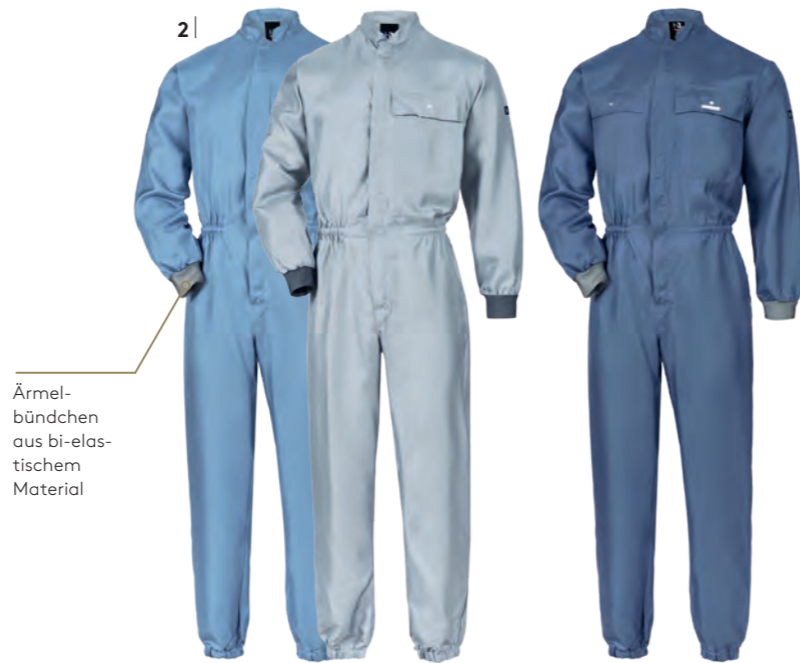 2
Ärmel-
bündchen
aus bi-elas-
tischem
Material